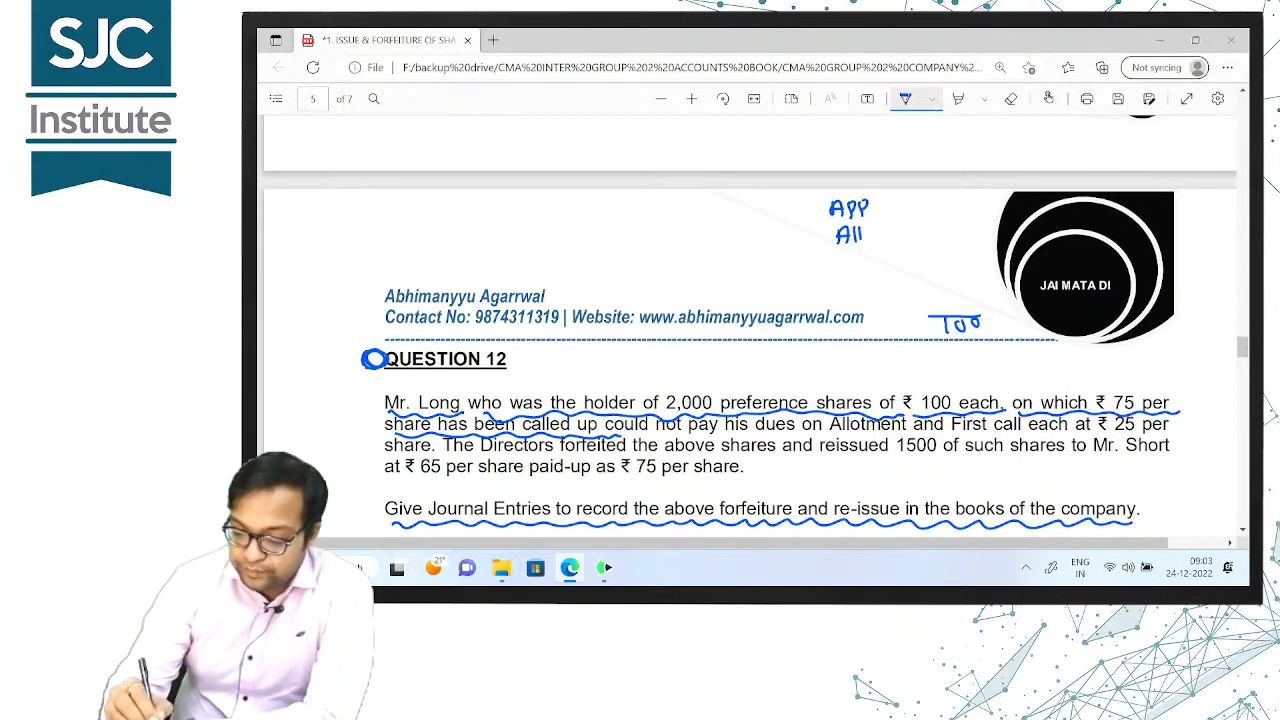 SJC
Institute
*1. ISSUE & FORFEITURE OF SHA
File F:/backup%20drive/CMA%20INTER%20GROUP%202%20ACCOUNTS%20BOOK/CMA%20GROUP%202%20COMPANY%2...
Not syncing
5 of 7
APP
All
JAI MATA DI
Abhimanyyu Agarrwal
Contact No: 9874311319 | Website: www.abhimanyyuagarrwal.com
100
QUESTION 12
Mr. Long who was the holder of 2,000 preference shares of ₹ 100 each, on which ₹ 75 per
share has been called up could not pay his dues on Allotment and First call each at ₹ 25 per
share. The Directors forfeited the above shares and reissued 1500 of such shares to Mr. Short
at ₹ 65 per share paid-up as ₹ 75 per share.
Give Journal Entries to record the above forfeiture and re-issue in the books of the company.
21°
ENG
IN
09:03
24-12-2022